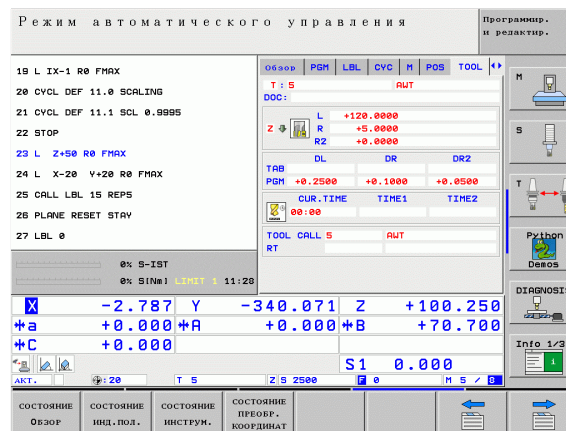 Режим автоматического управления
Программир.
и редактир.
19 L IX-1 R0 FMAX
20 CYCL DEF 11.0 SCALING
21 CYCL DEF 11.1 SCL 0.9995
22 STOP
23 L Z+50 R0 FMAX
24 L X-20 Y+20 R0 FMAX
25 CALL LBL 15 REP5
26 PLANE RESET STAY
27 LBL 0
Обзор PGM LBL CYC M POS TOOL
T : 5 AWT
DOC:
Z L +120.0000
R +5.0000
R2 +0.0000
DL DR DR2
TAB
PGM +0.2500 +0.1000 +0.0500
CUR.TIME TIME1 TIME2
00:00
TOOL CALL 5 AWT
RT
0% S-IST
0% S[Nm] LIMIT 1 11:28
X -2.787 Y -340.071 Z +100.250
*a +0.000 *A +0.000 *B +70.700
*C +0.000
S1 0.000
АКТ. : 20 T 5 Z S 2500 F 0 M 5 / 8
M
S
T
Python
Demos
DIAGNOSI
Info 1/3
i
СОСТОЯНИЕ
ОБЗОР
СОСТОЯНИЕ
ИНД.ПОЛ.
СОСТОЯНИЕ
ИНСТРУМ.
СОСТОЯНИЕ
ПРЕОБР.
КООРДИНАТ